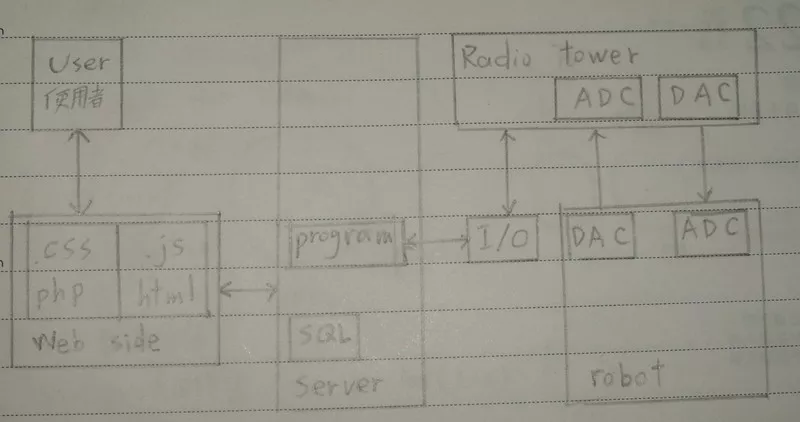 User
使用者
Radio tower
ADC
DAC
.css
.js
php
html
Web side
program
SQL
Server
I/O
DAC
ADC
robot